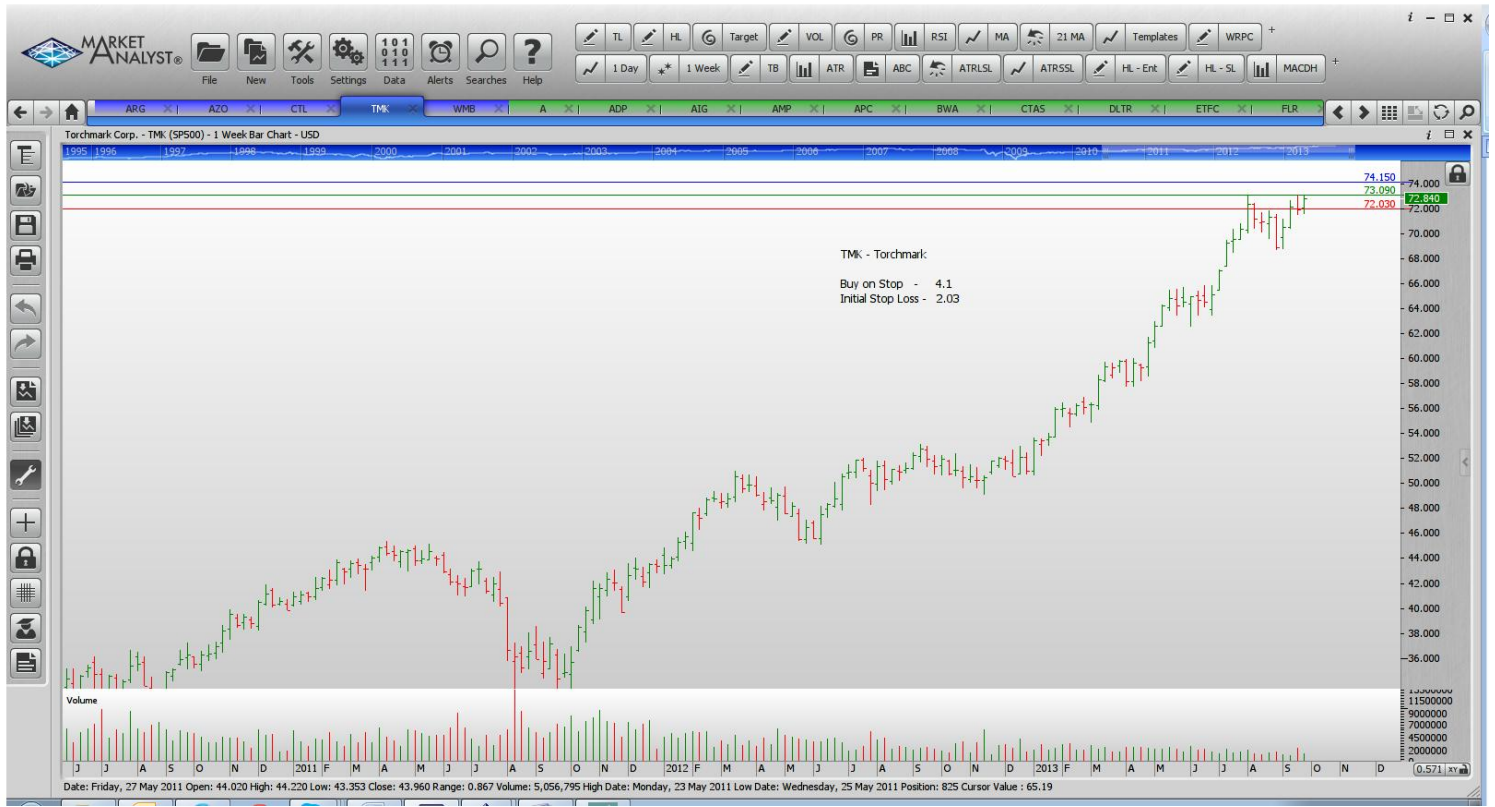 i
MARKET ANALYST®
File New Tools Settings Data Alerts Searches Help
101
010
111
TL HL Target VOL PR RSI MA 21 MA Templates WRPC +
1 Day 1 Week TB ATR ABC ATRLSL ATRSSL HL - Ent HL - SL MACDH +
ARG AZO CTL TMK WMB A ADP AIG AMP APC BWA CTAS DLTR ETFC FLR
Torchmark Corp. - TMK (SP500) - 1 Week Bar Chart - USD
i
1995 1996 1997 1998 1999 2000 2001 2002 2003 2004 2005 2006 2007 2008 2009 2010 2011 2012 2013
74.150
74.000
73.090
72.840
72.030
72.000
70.000
TMK - Torchmark
68.000
Buy on Stop - 4.1
66.000
Initial Stop Loss - 2.03
64.000
62.000
60.000
58.000
56.000
54.000
52.000
50.000
48.000
46.000
44.000
42.000
40.000
38.000
36.000
Volume
11500000
9000000
7000000
4500000
2000000
J J A S O N D 2011 F M A M J J A S O N D 2012 F M A M J J A S O N D 2013 F M A M J J A S O N D
0.571 XY
Date: Friday, 27 May 2011 Open: 44.020 High: 44.220 Low: 43.353 Close: 43.960 Range: 0.867 Volume: 5,056,795 High Date: Monday, 23 May 2011 Low Date: Wednesday, 25 May 2011 Position: 825 Cursor Value : 65.19